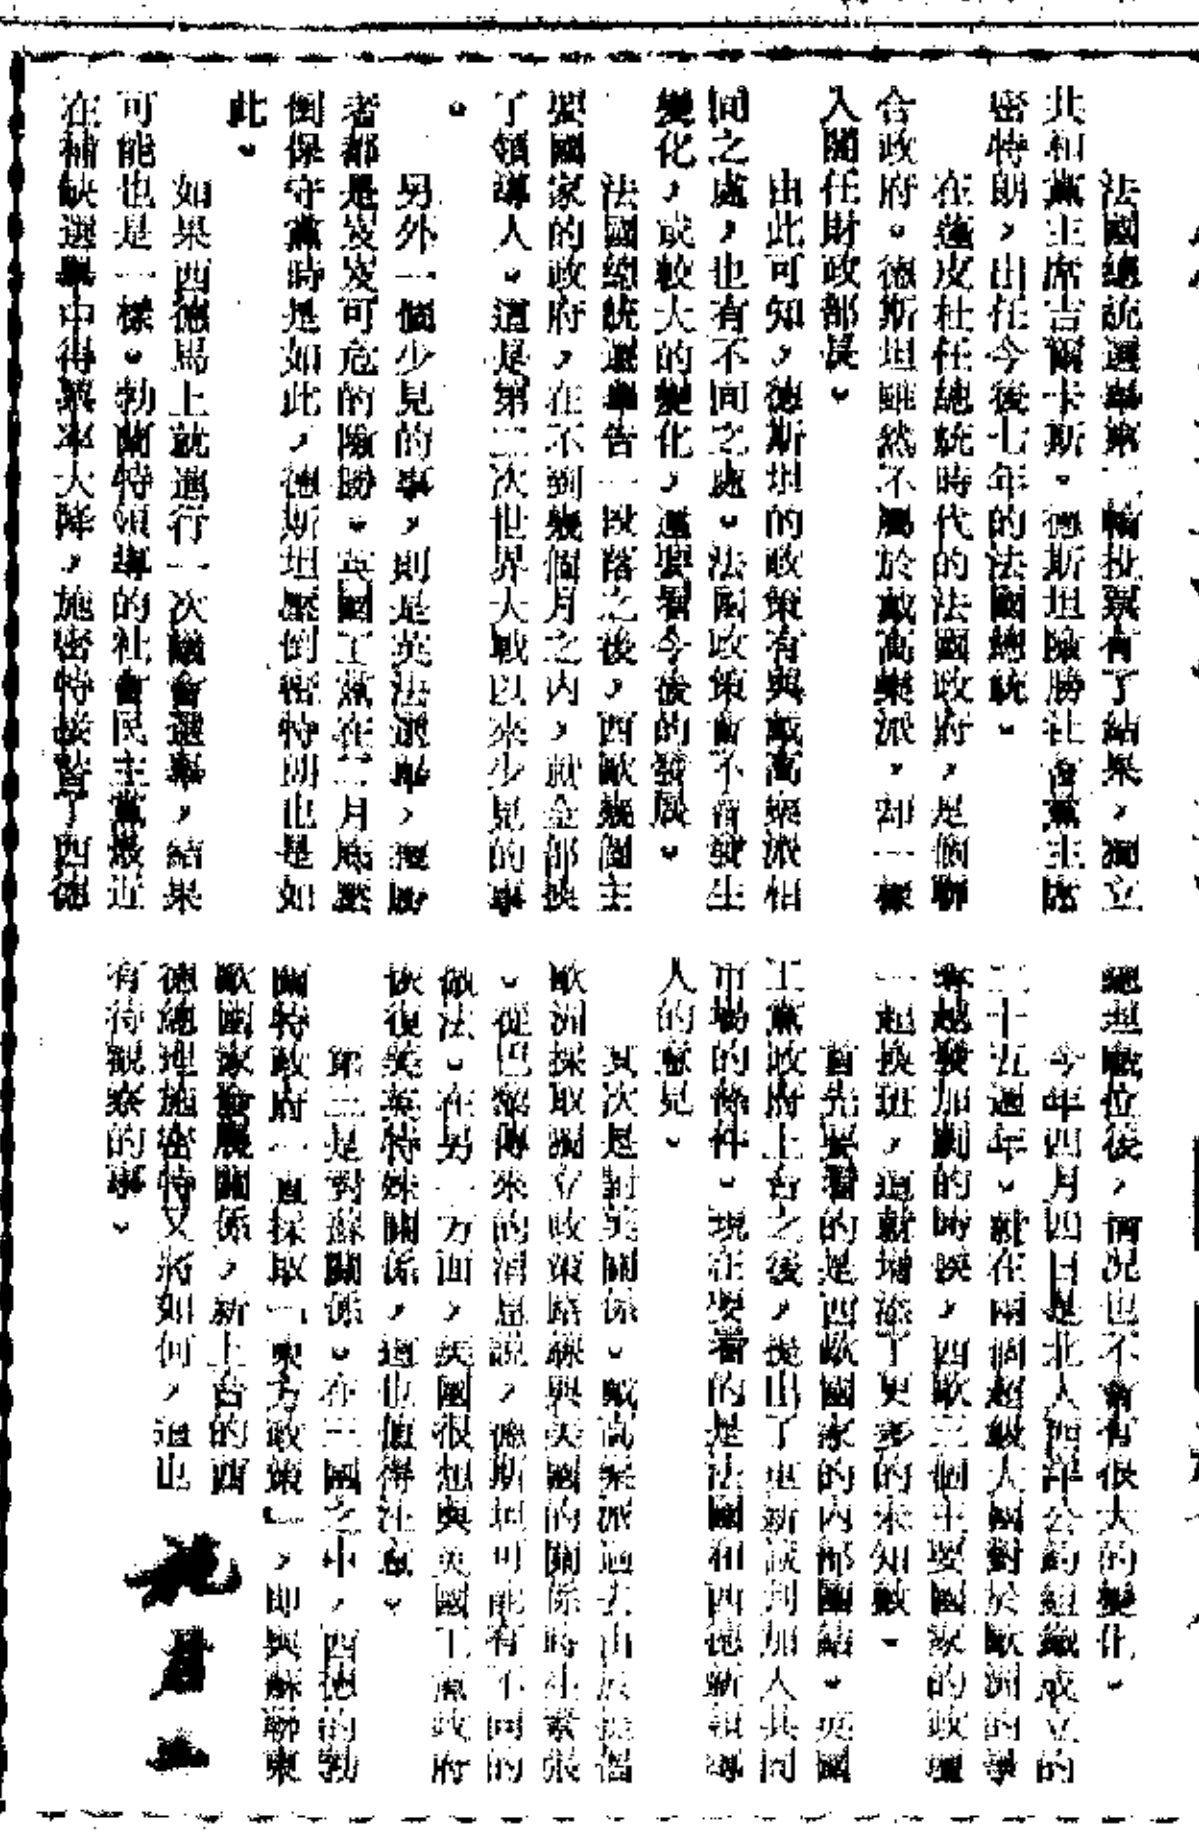 法國總統選舉第二輪投票有了結果，獨立
共和黨主席吉爾卡斯。德斯坦險勝社會黨主席
密特朗，出任今後七年的法國總統。
在蓬皮杜任總統時代的法國政府，是個聯
合政府。德斯坦雖然不屬於戴高樂派，却一樣
入閣任財政部長。
由此可知，德斯坦的政策有與戴高樂派相
同之處，也有不同之處。法國政策會不會發生
變化，或較大的變化，還要看今後的發展。
法國總統選舉告一段落之後，西歐幾個主
要國家的政府，在不到幾個月之內，就全部換
了領導人。這是第二次世界大戰以來少見的事
。
另外一個少見的事，則是英法選舉，獲勝
者都是岌岌可危的險勝。英國工黨在二月底壓
倒保守黨時是如此，德斯坦壓倒密特朗也是如
此。
如果西德馬上就進行一次議會選舉，結果
可能也是一樣。勃蘭特領導的社會民主黨最近
在補缺選舉中得票率大降，施密特接替了西德
總理職位後，情况也不會有很大的變化。
今年四月四日是北大西洋公約組織成立的
二十五週年。就在兩個超級大國對於歐洲的爭
奪越發加劇的時候，西歐三個主要國家的政壇
一起換班，這就增添了更多的未知數。
首先要看的是西歐國家的內部團結。英國
工黨政府上台之後，提出了重新談判加入共同
市場的條件。現在要看的是法國和西德新領導
人的意見。
其次是對美關係。戴高樂派過去由於提倡
歐洲採取獨立政策路線與美國的關係時生緊張
。從巴黎傳來的消息說，德斯坦可能有不同的
做法。在另一方面，英國很想與美國工黨政府
恢復英美特殊關係，這也值得注意。
第三是對蘇關係。在三國之中，西德的勃
蘭特政府一直採取「東方政策」，即與蘇聯東
歐國家發展關係，新上台的西
德總理施密特又將如何，這也
有待觀察的事。
施君玉